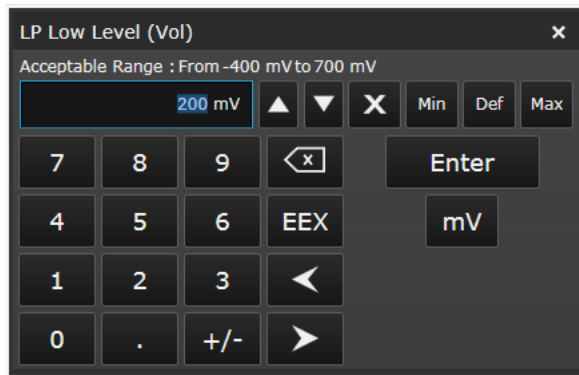 LP Low Level (Vol) ×
Acceptable Range : From -400 mV to 700 mV
200 mV ▲ ▼ X Min Def Max
7 8 9 ⌫ Enter
4 5 6 EEX mV
1 2 3 <
0 . +/- >